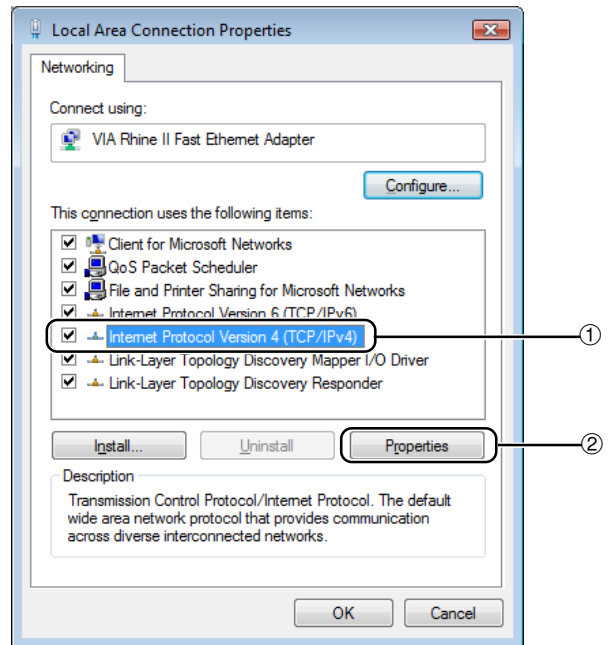 Local Area Connection Properties
Networking
Connect using:
VIA Rhine II Fast Ethernet Adapter
Configure...
This connection uses the following items:
Client for Microsoft Networks
QoS Packet Scheduler
File and Printer Sharing for Microsoft Networks
Internet Protocol Version 6 (TCP/IPv6)
Internet Protocol Version 4 (TCP/IPv4)
①
Link-Layer Topology Discovery Mapper I/O Driver
Link-Layer Topology Discovery Responder
Install...
Uninstall
Properties
②
Description
Transmission Control Protocol/Internet Protocol. The default
wide area network protocol that provides communication
across diverse interconnected networks.
OK
Cancel